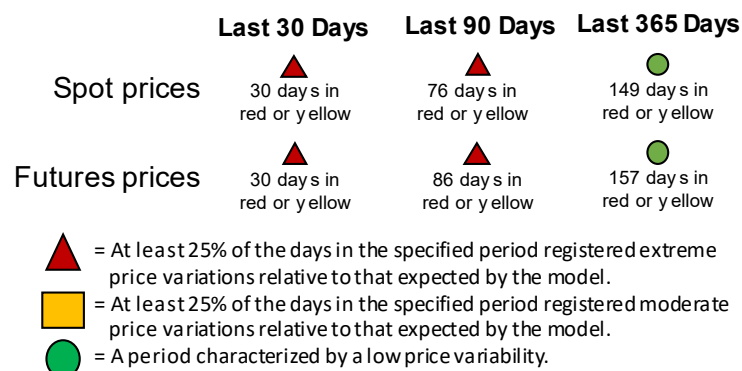 Last 30 Days Last 90 Days Last 365 Days
Spot prices
30 days in 76 days in 149 days in
red or yellow red or yellow red or yellow
Futures prices
30 days in 86 days in 157 days in
red or yellow red or yellow red or yellow
= At least 25% of the days in the specified period registered extreme
price variations relative to that expected by the model.
= At least 25% of the days in the specified period registered moderate
price variations relative to that expected by the model.
= A period characterized by a low price variability.